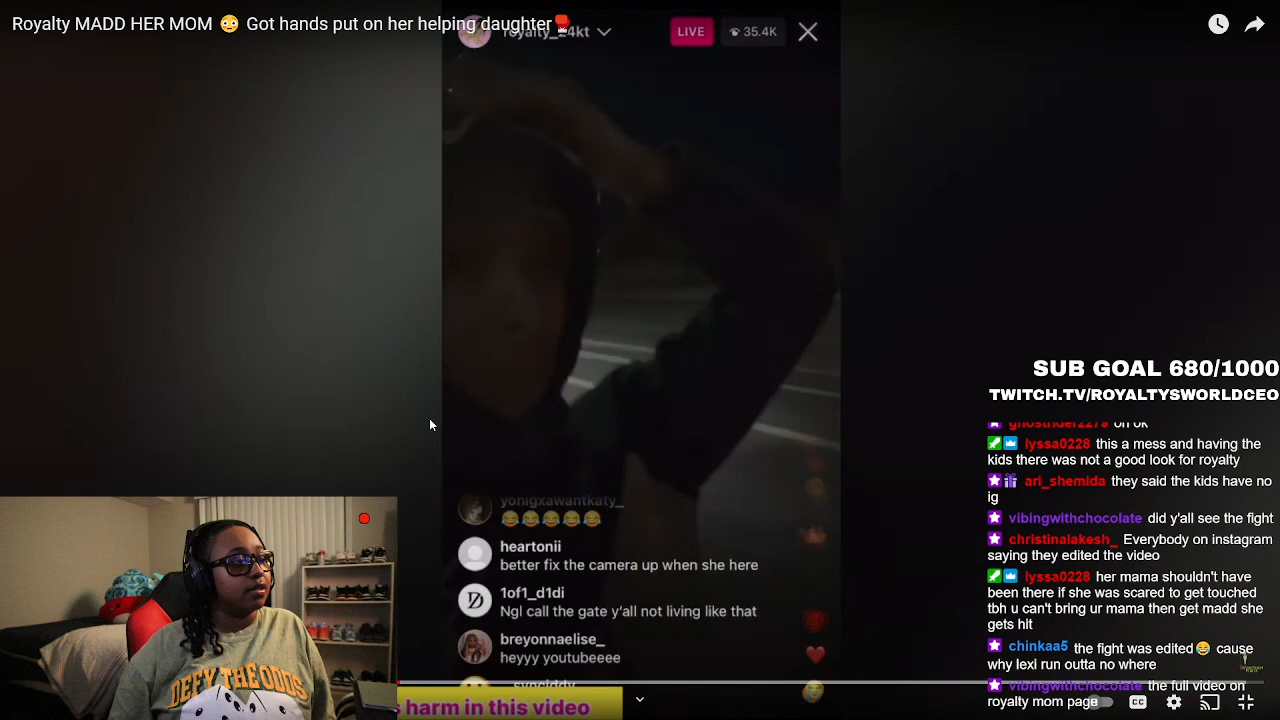 Royalty MADD HER MOM 😳 Got hands put on her helping daughter🥊
royalty_24kt
LIVE
35.4K
yonigxawantkaty_
😂😂😂😂😂
heartonii
better fix the camera up when she here
1of1_d1di
Ngl call the gate y'all not living like that
breyonnaelise_
heyyy youtubeeee
harm in this video
DEFY THE ODDS
SUB GOAL 680/1000
TWITCH.TV/ROYALTYSWORLDCEO
on ok
lyssa0228 this a mess and having the
kids there was not a good look for royalty
ari_shemida they said the kids have no
ig
vibingwithchocolate did y'all see the fight
christinalakesh_ Everybody on instagram
saying they edited the video
lyssa0228 her mama shouldn't have
been there if she was scared to get touched
tbh u can't bring ur mama then get madd she
gets hit
chinkaa5 the fight was edited😂 cause
why lexi run outta no where
vibingwithchocolate the full video on
royalty mom page
CC